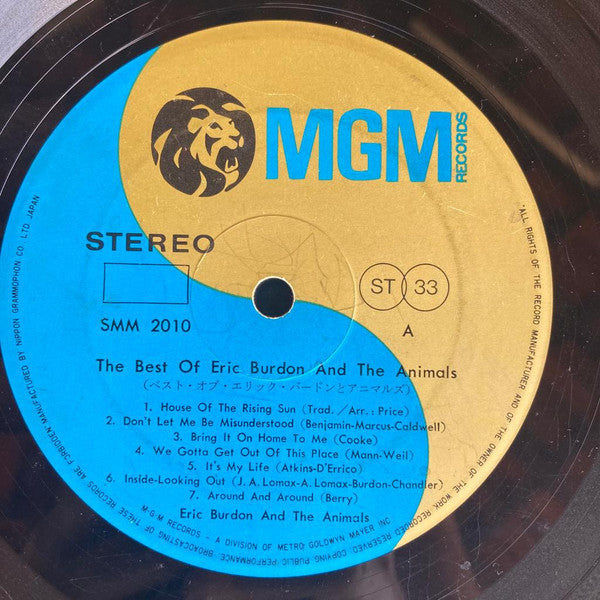 MGM
RECORDS
STEREO
SMM 2010
ST 33
A
The Best Of Eric Burdon And The Animals
(ベスト・オブ・エリック・バードンとアニマルズ)
1. House Of The Rising Sun (Trad./Arr.: Price)
2. Don't Let Me Be Misunderstood (Benjamin-Marcus-Caldwell)
3. Bring It On Home To Me (Cooke)
4. We Gotta Get Out Of This Place (Mann-Weil)
5. It's My Life (Atkins-D'Errico)
6. Inside-Looking Out (J.A. Lomax-A. Lomax-Burdon-Chandler)
7. Around And Around (Berry)
Eric Burdon And The Animals
M-G-M RECORDS – A DIVISION OF METRO GOLDWYN MAYER INC
"ALL RIGHTS OF THE RECORD MANUFACTURER AND OF THE OWNER OF THE WORK RECORDED RESERVED. COPYING, PUBLIC PERFORMANCE, BROADCASTING OF THESE RECORDS ARE FORBIDDEN" MANUFACTURED BY NIPPON GRAMMOPHON CO. LTD. JAPAN